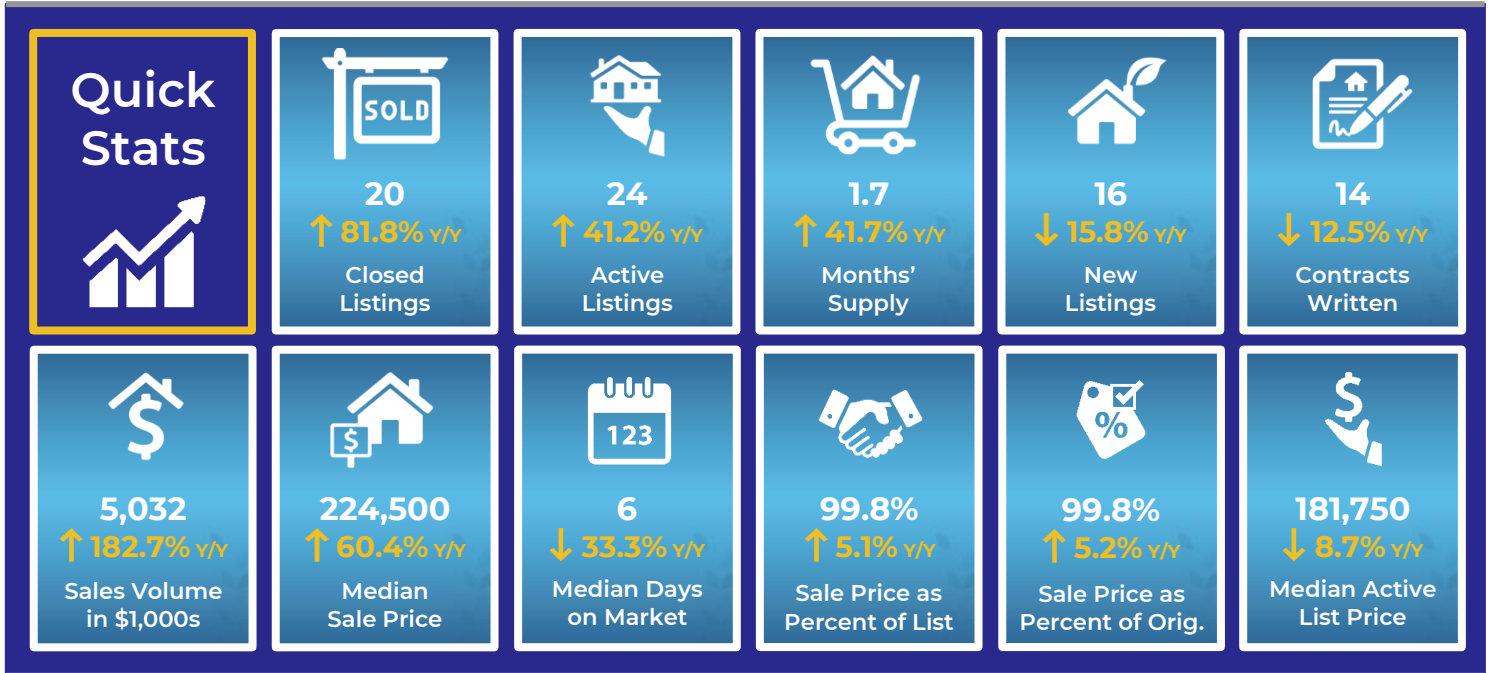 Quick
Stats
SOLD
20
↑ 81.8% Y/Y
Closed
Listings
24
↑ 41.2% Y/Y
Active
Listings
1.7
↑ 41.7% Y/Y
Months’
Supply
16
↓ 15.8% Y/Y
New
Listings
14
↓ 12.5% Y/Y
Contracts
Written
$
5,032
↑ 182.7% Y/Y
Sales Volume
in $1,000s
$
224,500
↑ 60.4% Y/Y
Median
Sale Price
123
6
↓ 33.3% Y/Y
Median Days
on Market
99.8%
↑ 5.1% Y/Y
Sale Price as
Percent of List
%
99.8%
↑ 5.2% Y/Y
Sale Price as
Percent of Orig.
$
181,750
↓ 8.7% Y/Y
Median Active
List Price